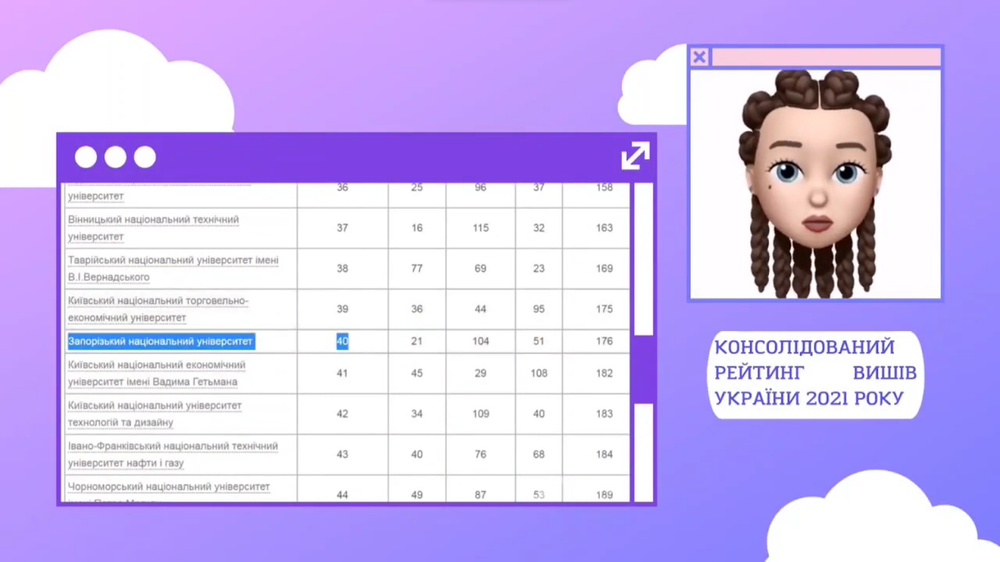 університет 36 25 96 37 158
Вінницький національний технічний
університет 37 16 115 32 163
Таврійський національний університет імені
В.І.Вернадського 38 77 69 23 169
Київський національний торговельно-
економічний університет 39 36 44 95 175
Запорізький національний університет 40 21 104 51 176
Київський національний економічний
університет імені Вадима Гетьмана 41 45 29 108 182
Київський національний університет
технологій та дизайну 42 34 109 40 183
Івано-Франківський національний технічний
університет нафти і газу 43 40 76 68 184
Чорноморський національний університет
44 49 87 53 189
КОНСОЛІДОВАНИЙ
РЕЙТИНГ ВИШІВ
УКРАЇНИ 2021 РОКУ